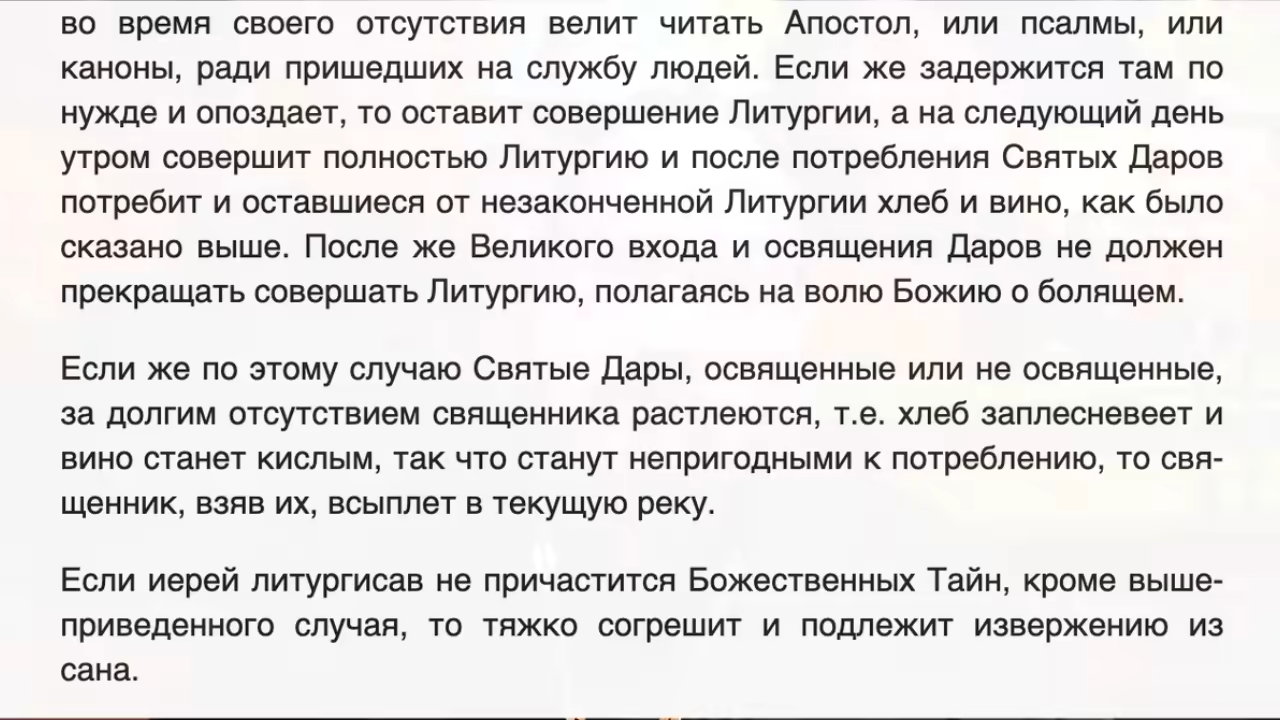 во время своего отсутствия велит читать Апостол, или псалмы, или
каноны, ради пришедших на службу людей. Если же задержится там по
нужде и опоздает, то оставит совершение Литургии, а на следующий день
утром совершит полностью Литургию и после потребления Святых Даров
потребит и оставшиеся от незаконченной Литургии хлеб и вино, как было
сказано выше. После же Великого входа и освящения Даров не должен
прекращать совершать Литургию, полагаясь на волю Божию о болящем.
Если же по этому случаю Святые Дары, освященные или не освященные,
за долгим отсутствием священника растлеются, т.е. хлеб заплесневеет и
вино станет кислым, так что станут непригодными к потреблению, то свя-
щенник, взяв их, всыплет в текущую реку.
Если иерей литургисав не причастится Божественных Тайн, кроме выше-
приведенного случая, то тяжко согрешит и подлежит извержению из
сана.